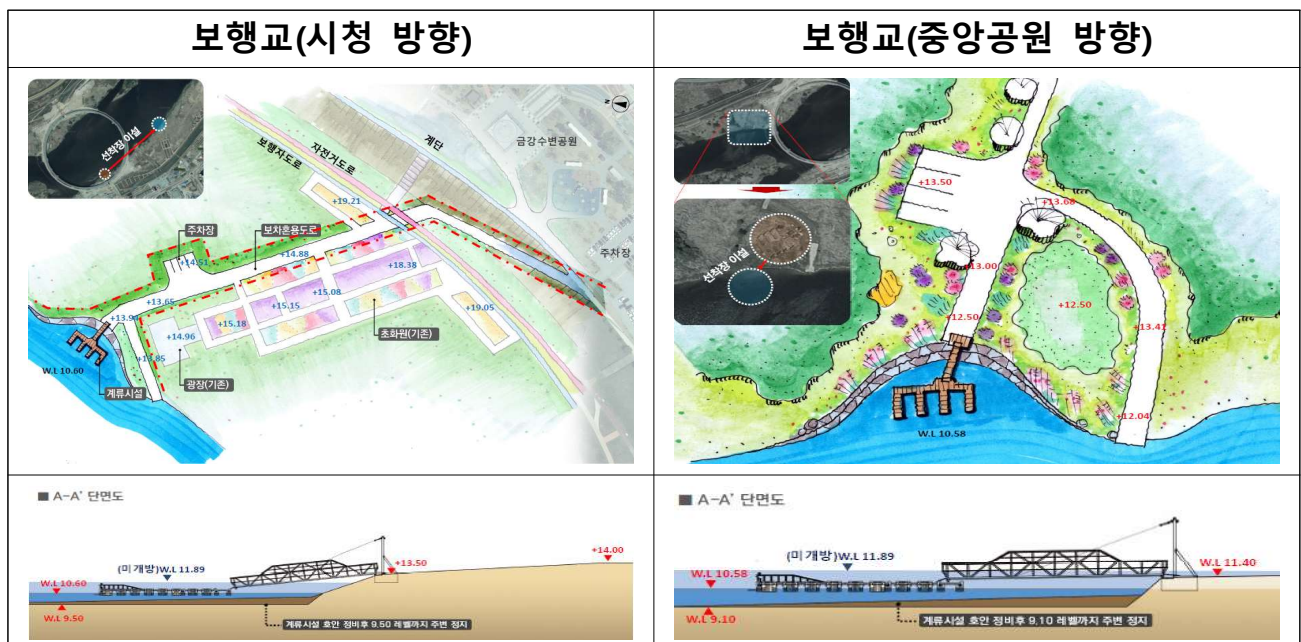 보행교(시청 방향)
보행교(중앙공원 방향)
선착장 이설
N
보행자도로
자전거도로
계단
금강수변공원
주차장
+19.21
주차장
보차혼용도로
+14.51
+14.88
+18.38
+13.65
+15.08
+13.94
+15.15
+19.05
+15.18
초화원(기존)
+14.96
+13.85
W.L 10.60
광장(기존)
계류시설
선착장 이설
+13.50
+13.68
+13.00
+12.50
+12.50
+13.41
+12.04
W.L 10.58
■ A-A' 단면도
(미개방)W.L 11.89
+14.00
+13.50
W.L 10.60
W.L 9.50
계류시설 호안 정비후 9.50 레벨까지 주변 정지
■ A-A' 단면도
(미개방)W.L 11.89
W.L 10.58
W.L 11.40
W.L 9.10
계류시설 호안 정비후 9.10 레벨까지 주변 정지